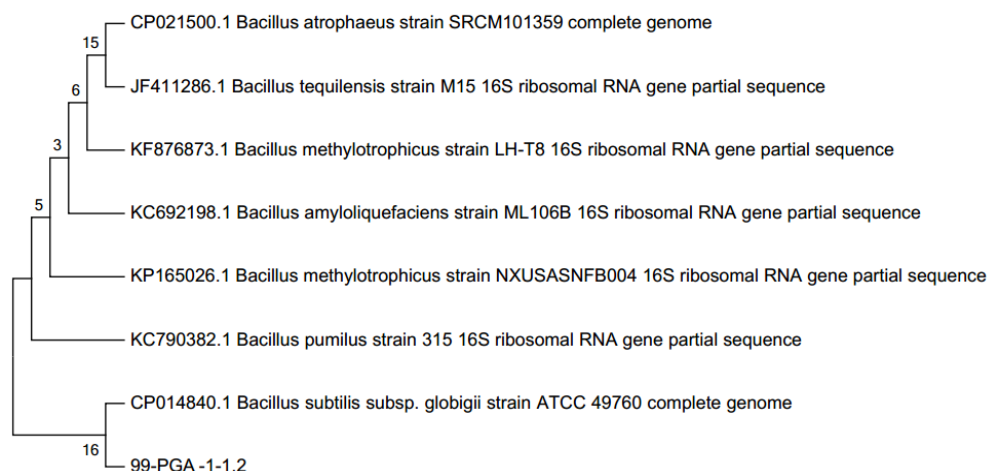 CP021500.1 Bacillus atrophaeus strain SRCM101359 complete genome
15
JF411286.1 Bacillus tequilensis strain M15 16S ribosomal RNA gene partial sequence
6
KF876873.1 Bacillus methylotrophicus strain LH-T8 16S ribosomal RNA gene partial sequence
3
KC692198.1 Bacillus amyloliquefaciens strain ML106B 16S ribosomal RNA gene partial sequence
5
KP165026.1 Bacillus methylotrophicus strain NXUSASNFB004 16S ribosomal RNA gene partial sequence
KC790382.1 Bacillus pumilus strain 315 16S ribosomal RNA gene partial sequence
CP014840.1 Bacillus subtilis subsp. globigii strain ATCC 49760 complete genome
16
99-PGA -1-1.2